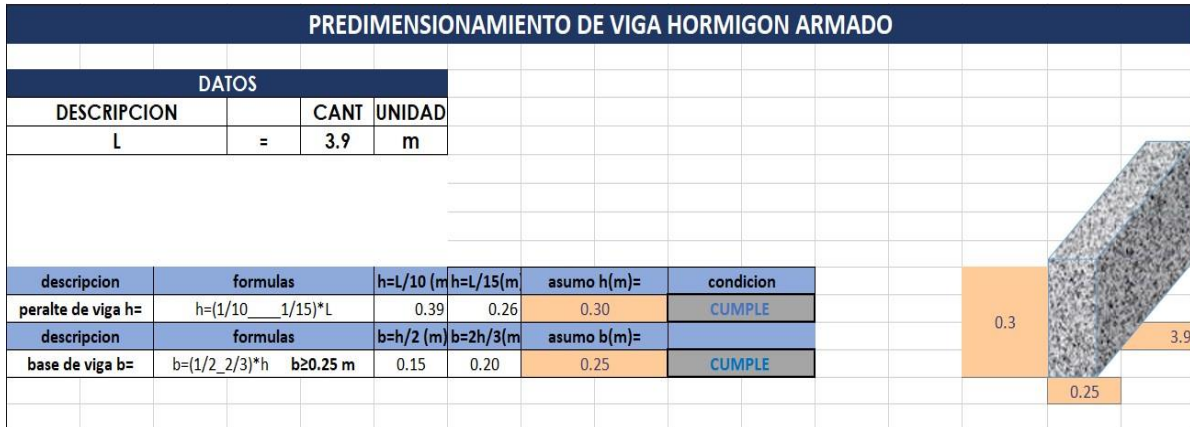 PREDIMENSIONAMIENTO DE VIGA HORMIGON ARMADO
DATOS
DESCRIPCION CANT UNIDAD
L = 3.9 m
descripcion formulas h=L/10 (m h=L/15(m) asumo h(m)= condicion
peralte de viga h= h=(1/10____1/15)*L 0.39 0.26 0.30 CUMPLE
descripcion formulas b=h/2 (m) b=2h/3(m asumo b(m)=
base de viga b= b=(1/2_2/3)*h b≥0.25 m 0.15 0.20 0.25 CUMPLE
0.3
3.9
0.25